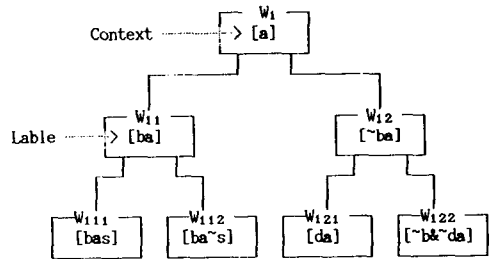 W1
Context > [a]
W11
W12
Lable > [ba]
[~ba]
W111
W112
W121
W122
[bas]
[ba~s]
[da]
[~b&~da]